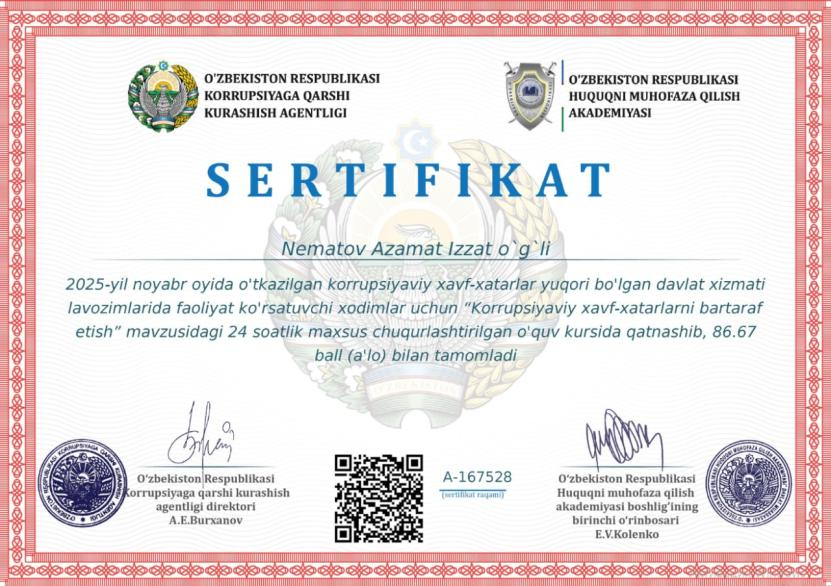 O'ZBEKISTON RESPUBLIKASI
KORRUPSIYAGA QARSHI
KURASHISH AGENTLIGI
O'ZBEKISTON RESPUBLIKASI
HUQUQNI MUHOFAZA QILISH
AKADEMIYASI
SERTIFIKAT
Nematov Azamat Izzat o`g`li
2025-yil noyabr oyida o'tkazilgan korrupsiyaviy xavf-xatarlar yuqori bo'lgan davlat xizmati
lavozimlarida faoliyat ko'rsatuvchi xodimlar uchun “Korrupsiyaviy xavf-xatarlarni bartaraf
etish” mavzusidagi 24 soatlik maxsus chuqurlashtirilgan o'quv kursida qatnashib, 86.67
ball (a'lo) bilan tamomladi
O‘zbekiston Respublikasi
Korrupsiyaga qarshi kurashish
agentligi direktori
A.E.Burxanov
A-167528
(sertifikat raqami)
O‘zbekiston Respublikasi
Huquqni muhofaza qilish
akademiyasi boshlig‘ining
birinchi o‘rinbosari
E.V.Kolenko